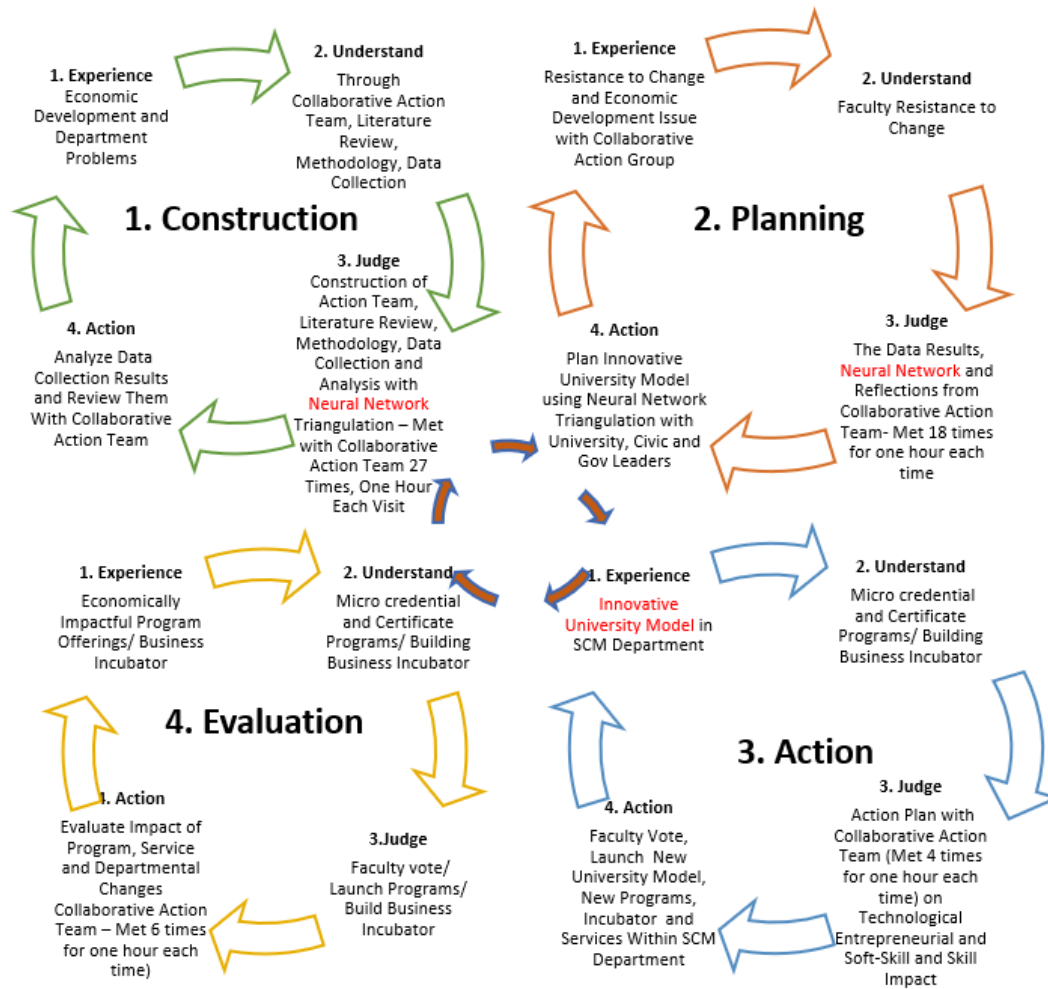 1. Experience
Economic
Development and
Department
Problems
2. Understand
Through
Collaborative Action
Team, Literature
Review,
Methodology, Data
Collection
1. Construction
3. Judge
Construction of
Action Team,
Literature Review,
Methodology, Data
Collection and
Analysis with
Neural Network
Triangulation – Met
with Collaborative
Action Team 27
Times, One Hour
Each Visit
4. Action
Analyze Data
Collection Results
and Review Them
With Collaborative
Action Team
1. Experience
Resistance to Change
and Economic
Development Issue
with Collaborative
Action Group
2. Understand
Faculty Resistance to
Change
2. Planning
3. Judge
The Data Results,
Neural Network and
Reflections from
Collaborative Action
Team- Met 18 times
for one hour each
time
4. Action
Plan Innovative
University Model
using Neural Network
Triangulation with
University, Civic and
Gov Leaders
1. Experience
Innovative
University Model in
SCM Department
2. Understand
Micro credential
and Certificate
Programs/ Building
Business Incubator
3. Action
3. Judge
Action Plan with
Collaborative Action
Team (Met 4 times
for one hour each
time) on
Technological
Entrepreneurial and
Soft-Skill and Skill
Impact
4. Action
Faculty Vote,
Launch New
University Model,
New Programs,
Incubator and
Services Within SCM
Department
1. Experience
Economically
Impactful Program
Offerings/ Business
Incubator
2. Understand
Micro credential
and Certificate
Programs/ Building
Business Incubator
4. Evaluation
3.Judge
Faculty vote/
Launch Programs/
Build Business
Incubator
4. Action
Evaluate Impact of
Program, Service
and Departmental
Changes
Collaborative Action
Team – Met 6 times
for one hour each
time)